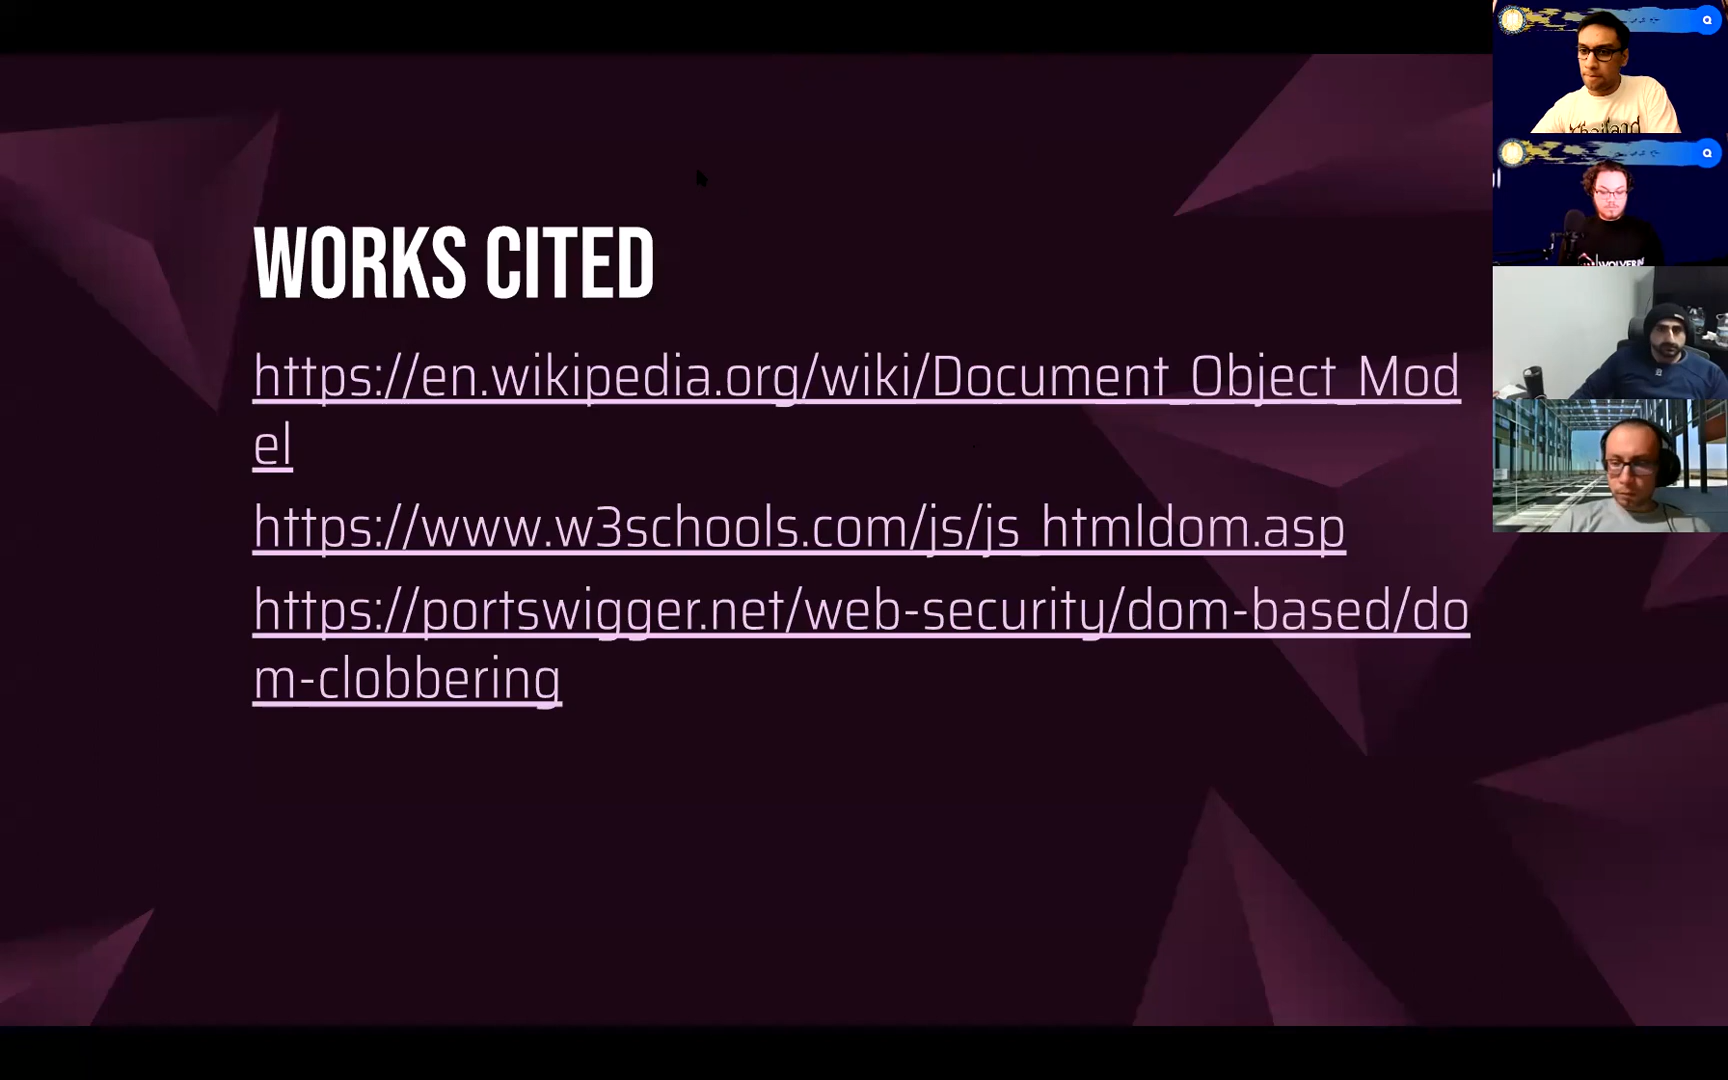 WORKS CITED
https://en.wikipedia.org/wiki/Document_Object_Mod
el
https://www.w3schools.com/js/js_htmldom.asp
https://portswigger.net/web-security/dom-based/do
m-clobbering
Thailand